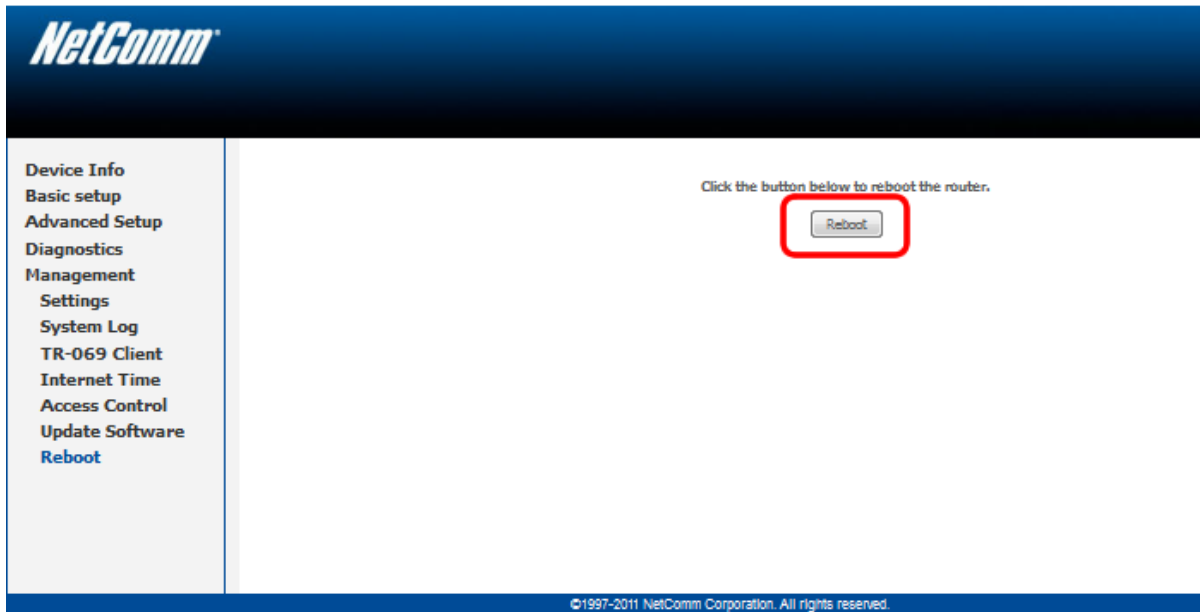 NetComm
Device Info
Basic setup
Advanced Setup
Diagnostics
Management
Settings
System Log
TR-069 Client
Internet Time
Access Control
Update Software
Reboot
Click the button below to reboot the router.
Reboot
©1997-2011 NetComm Corporation. All rights reserved.